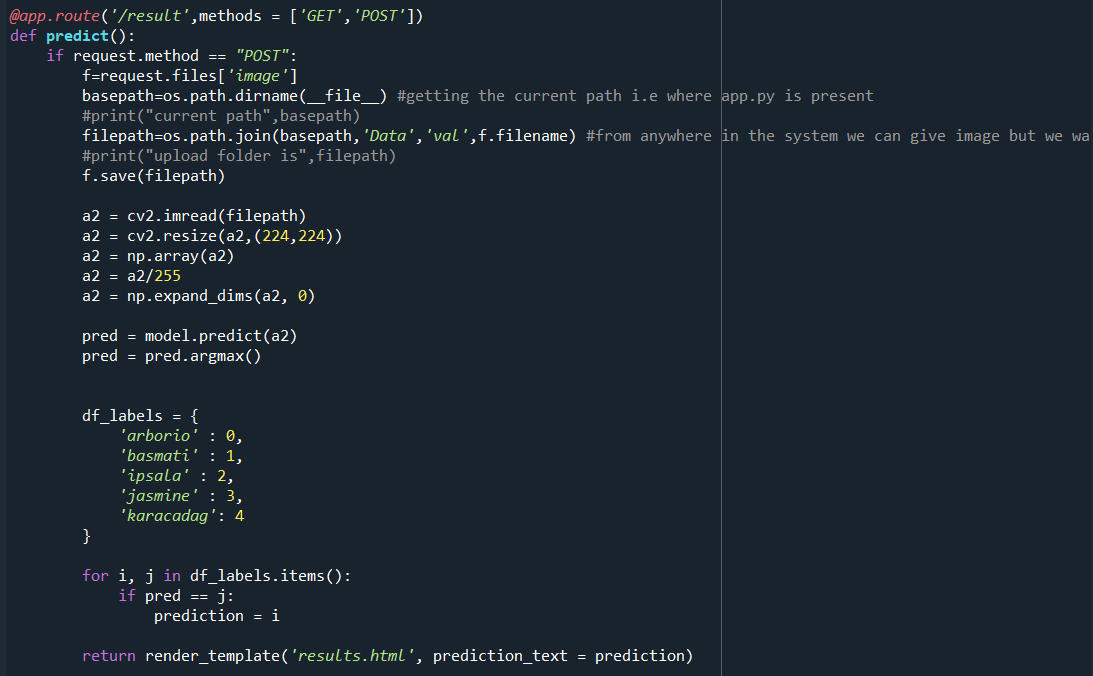 @app.route('/result',methods = ['GET','POST'])
def predict():
    if request.method == "POST":
        f=request.files['image']
        basepath=os.path.dirname(__file__) #getting the current path i.e where app.py is present
        #print("current path",basepath)
        filepath=os.path.join(basepath,'Data','val',f.filename) #from anywhere in the system we can give image but we wa
        #print("upload folder is",filepath)
        f.save(filepath)

        a2 = cv2.imread(filepath)
        a2 = cv2.resize(a2,(224,224))
        a2 = np.array(a2)
        a2 = a2/255
        a2 = np.expand_dims(a2, 0)

        pred = model.predict(a2)
        pred = pred.argmax()

        df_labels = {
            'arborio' : 0,
            'basmati' : 1,
            'ipsala' : 2,
            'jasmine' : 3,
            'karacadag': 4
        }

        for i, j in df_labels.items():
            if pred == j:
                prediction = i

        return render_template('results.html', prediction_text = prediction)